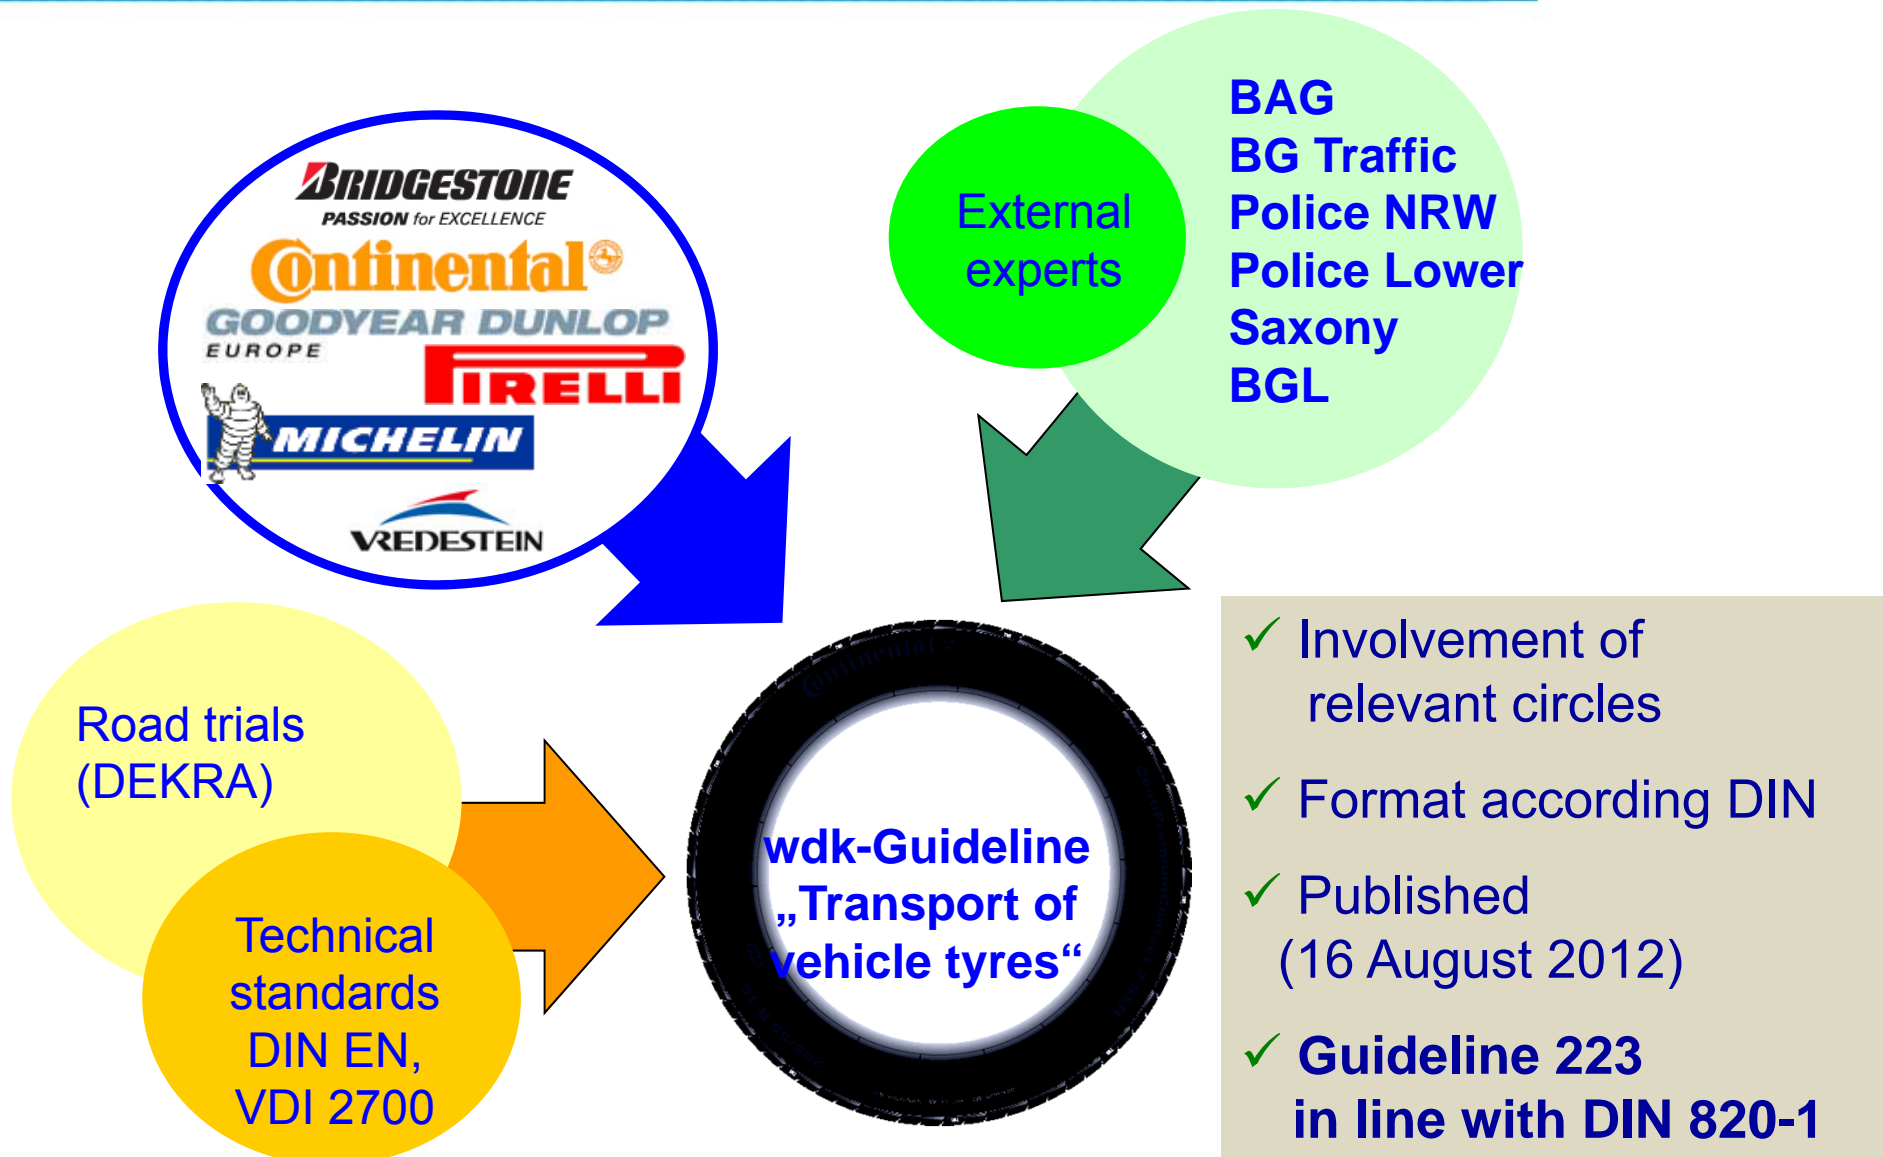 BRIDGESTONE
PASSION for EXCELLENCE
Continental
GOODYEAR DUNLOP
EUROPE
PIRELLI
MICHELIN
VREDESTEIN
External
experts
BAG
BG Traffic
Police NRW
Police Lower
Saxony
BGL
Road trials
(DEKRA)
Technical
standards
DIN EN,
VDI 2700
Continental
wdk-Guideline
„Transport of
vehicle tyres“
✓ Involvement of
relevant circles
✓ Format according DIN
✓ Published
(16 August 2012)
✓ Guideline 223
in line with DIN 820-1